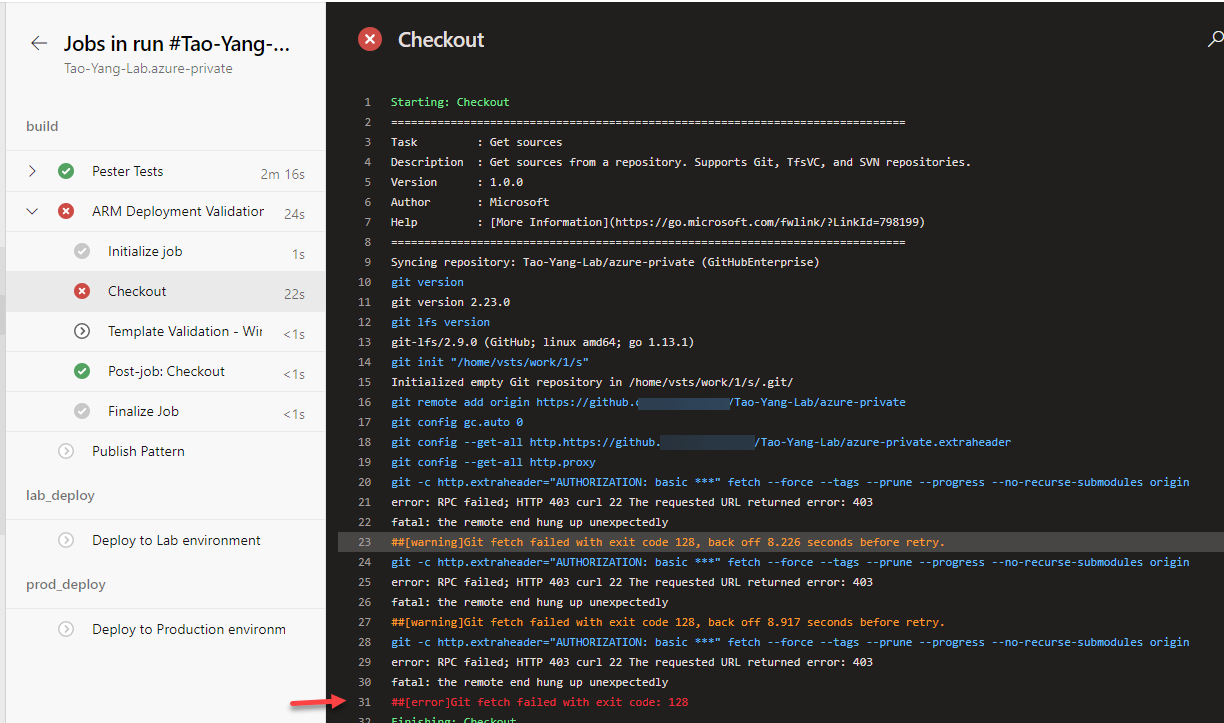 Jobs in run #Tao-Yang-...
Tao-Yang-Lab.azure-private
build
Pester Tests 2m 16s
ARM Deployment Validation 24s
Initialize job 1s
Checkout 22s
Template Validation - Wir <1s
Post-job: Checkout <1s
Finalize Job <1s
Publish Pattern
lab_deploy
Deploy to Lab environment
prod_deploy
Deploy to Production environm
Checkout
1 Starting: Checkout
2 ==============================================================================
3 Task : Get sources
4 Description : Get sources from a repository. Supports Git, TfsVC, and SVN repositories.
5 Version : 1.0.0
6 Author : Microsoft
7 Help : [More Information](https://go.microsoft.com/fwlink/?LinkId=798199)
8 ==============================================================================
9 Syncing repository: Tao-Yang-Lab/azure-private (GitHubEnterprise)
10 git version
11 git version 2.23.0
12 git lfs version
13 git-lfs/2.9.0 (GitHub; linux amd64; go 1.13.1)
14 git init "/home/vsts/work/1/s"
15 Initialized empty Git repository in /home/vsts/work/1/s/.git/
16 git remote add origin https://github. /Tao-Yang-Lab/azure-private
17 git config gc.auto 0
18 git config --get-all http.https://github. /Tao-Yang-Lab/azure-private.extraheader
19 git config --get-all http.proxy
20 git -c http.extraheader="AUTHORIZATION: basic ***" fetch --force --tags --prune --progress --no-recurse-submodules origin
21 error: RPC failed; HTTP 403 curl 22 The requested URL returned error: 403
22 fatal: the remote end hung up unexpectedly
23 ##[warning]Git fetch failed with exit code 128, back off 8.226 seconds before retry.
24 git -c http.extraheader="AUTHORIZATION: basic ***" fetch --force --tags --prune --progress --no-recurse-submodules origin
25 error: RPC failed; HTTP 403 curl 22 The requested URL returned error: 403
26 fatal: the remote end hung up unexpectedly
27 ##[warning]Git fetch failed with exit code 128, back off 8.917 seconds before retry.
28 git -c http.extraheader="AUTHORIZATION: basic ***" fetch --force --tags --prune --progress --no-recurse-submodules origin
29 error: RPC failed; HTTP 403 curl 22 The requested URL returned error: 403
30 fatal: the remote end hung up unexpectedly
31 ##[error]Git fetch failed with exit code: 128
32 Finishing: Checkout